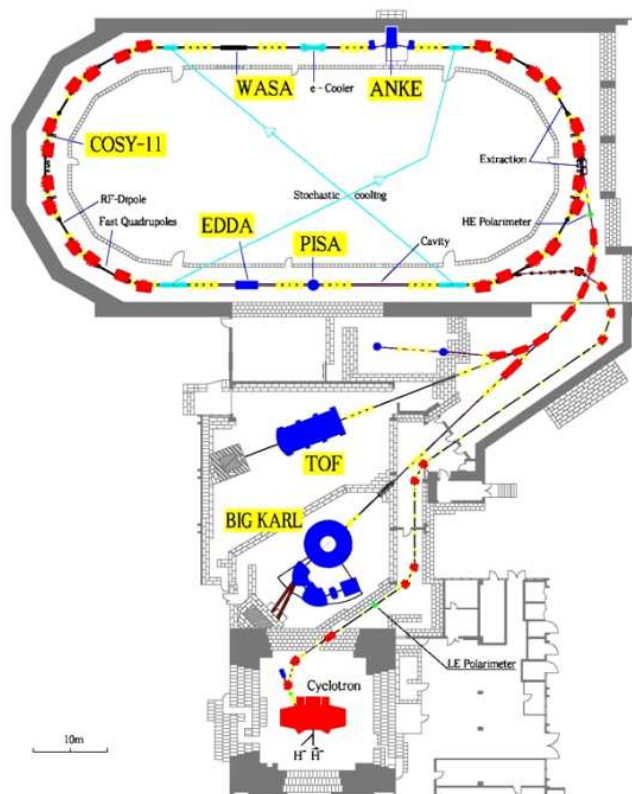 WASA
e - Cooler
ANKE
COSY-11
Extraction
RF-Dipole
Stochastic cooling
HE Polarimeter
Fast Quadrupoles
EDDA
PISA
Cavity
TOF
BIG KARL
LE Polarimeter
Cyclotron
10m
H⁻ H⁻